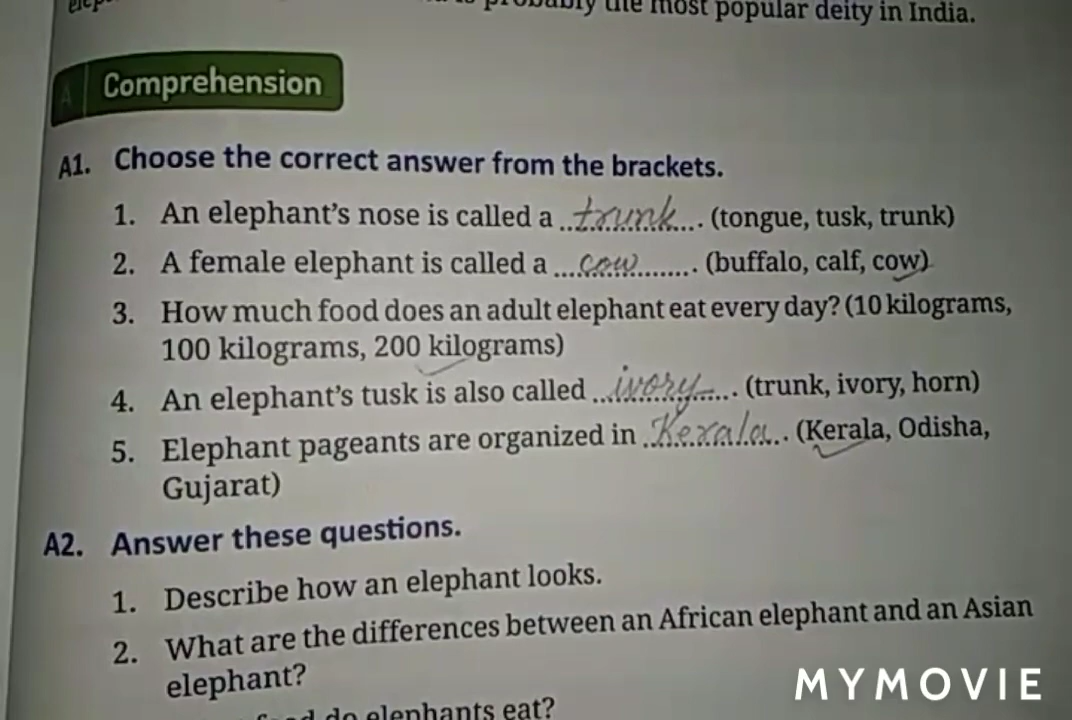 probably the most popular deity in India.
Comprehension
A1. Choose the correct answer from the brackets.
1. An elephant's nose is called a ..trunk... (tongue, tusk, trunk)
2. A female elephant is called a ...cow....... (buffalo, calf, cow)
3. How much food does an adult elephant eat every day? (10 kilograms,
100 kilograms, 200 kilograms)
4. An elephant's tusk is also called ..ivory.... (trunk, ivory, horn)
5. Elephant pageants are organized in ..Kerala... (Kerala, Odisha,
Gujarat)
A2. Answer these questions.
1. Describe how an elephant looks.
2. What are the differences between an African elephant and an Asian
elephant?
food do elephants eat?
MYMOVIE